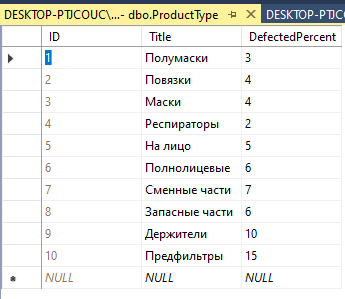 DESKTOP-PTJCOUC\...- dbo.ProductType DESKTOP-PTJCOU
ID Title DefectedPercent
1 Полумаски 3
2 Повязки 4
3 Маски 4
4 Респираторы 2
5 На лицо 5
6 Полнолицевые 6
7 Сменные части 7
8 Запасные части 6
9 Держители 10
10 Предфильтры 15
NULL NULL NULL